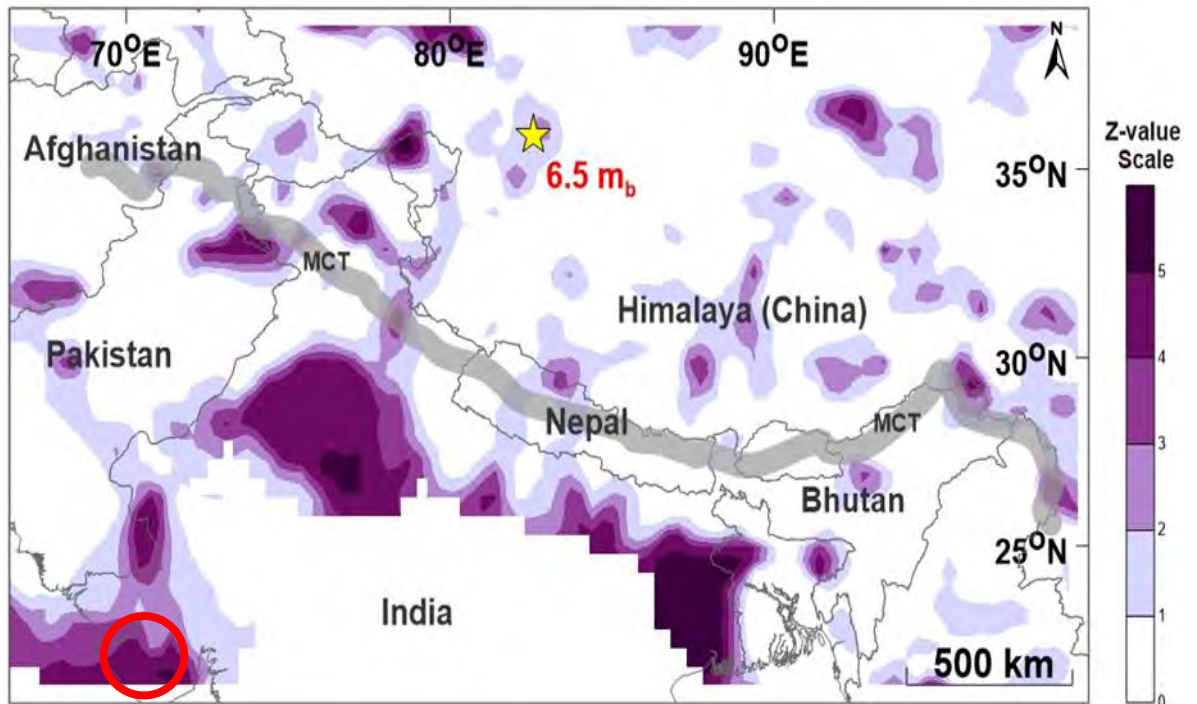 70°E
80°E
90°E
N
Z-value
Scale
Afghanistan
35°N
6.5 m_b
5
MCT
Himalaya (China)
4
Pakistan
30°N
Nepal
MCT
3
Bhutan
2
25°N
India
1
500 km
0